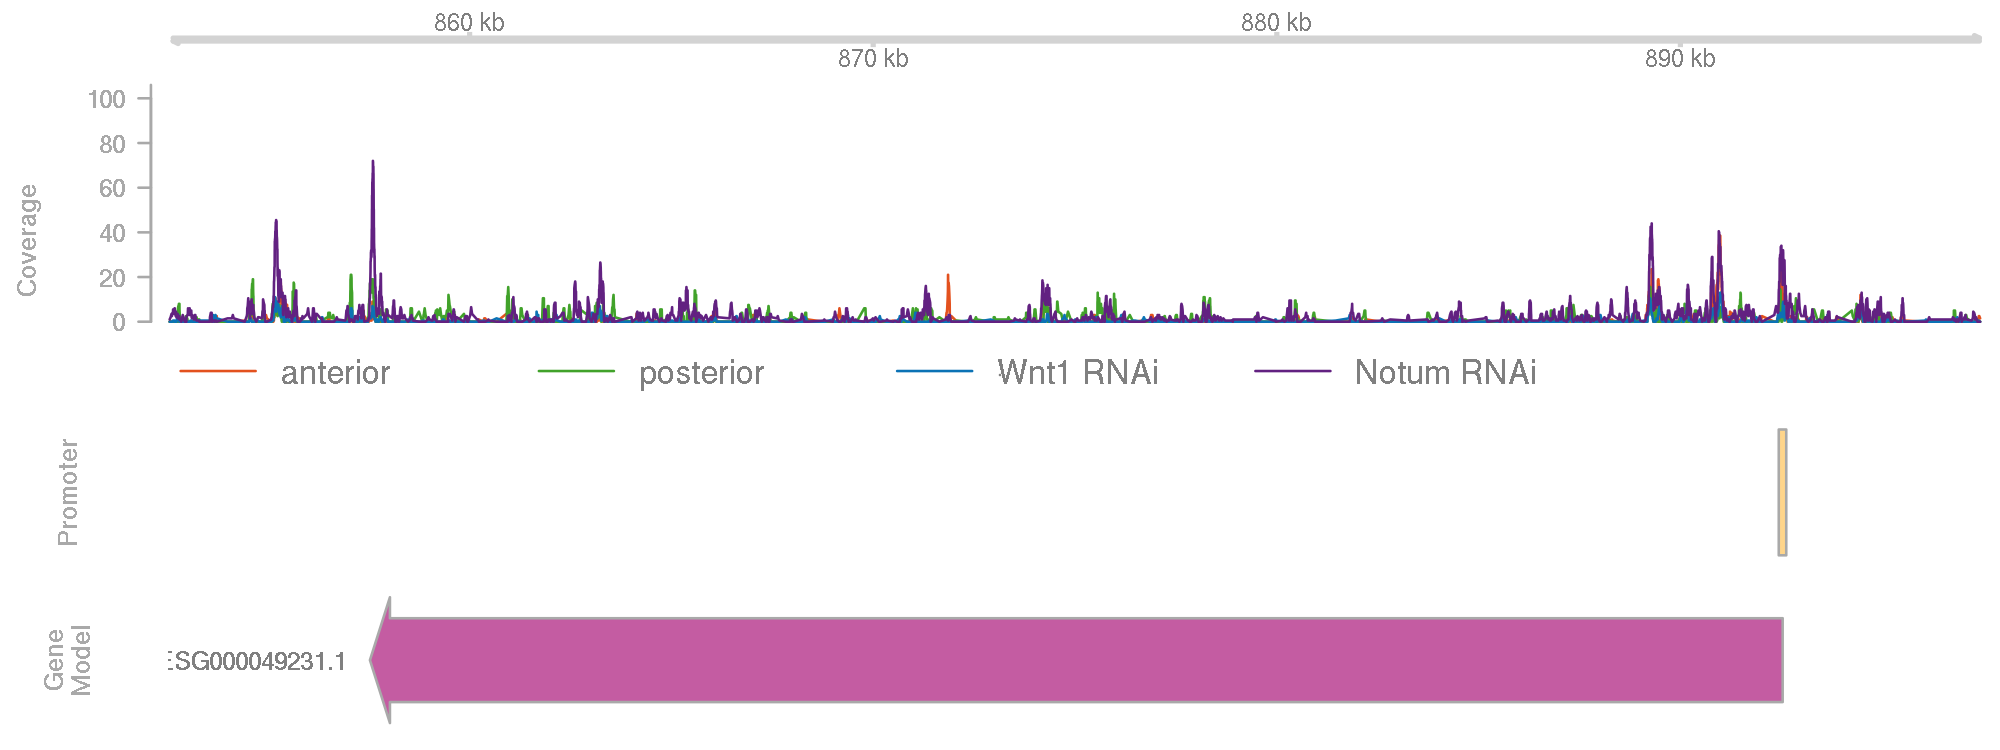 860 kb
880 kb
870 kb
890 kb
Coverage
100
80
60
40
20
0
anterior
posterior
Wnt1 RNAi
Notum RNAi
Promoter
Gene
Model
ESG000049231.1